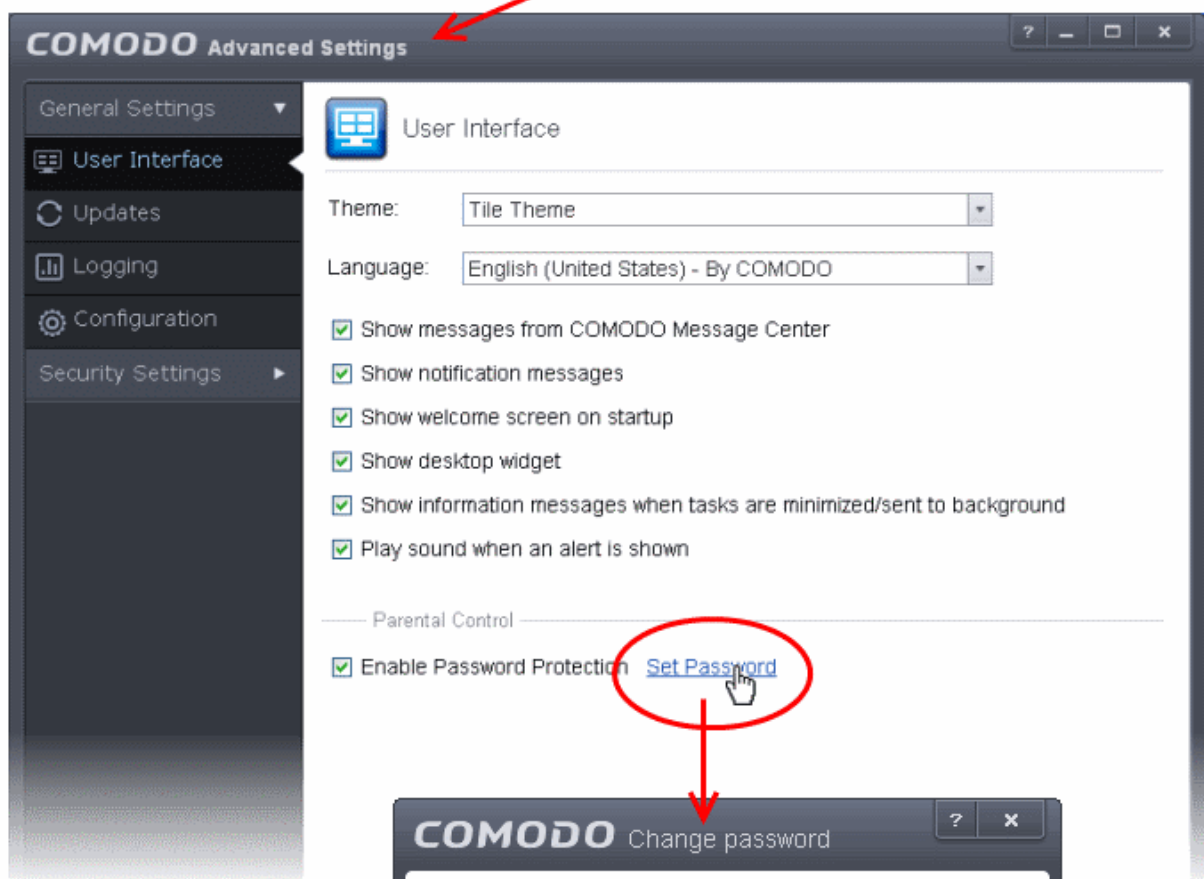 COMODO Advanced Settings
?
General Settings
User Interface
User Interface
Updates
Theme: Tile Theme
Logging
Language: English (United States) - By COMODO
Configuration
Show messages from COMODO Message Center
Security Settings
Show notification messages
Show welcome screen on startup
Show desktop widget
Show information messages when tasks are minimized/sent to background
Play sound when an alert is shown
Parental Control
Enable Password Protection Set Password
COMODO Change password
?